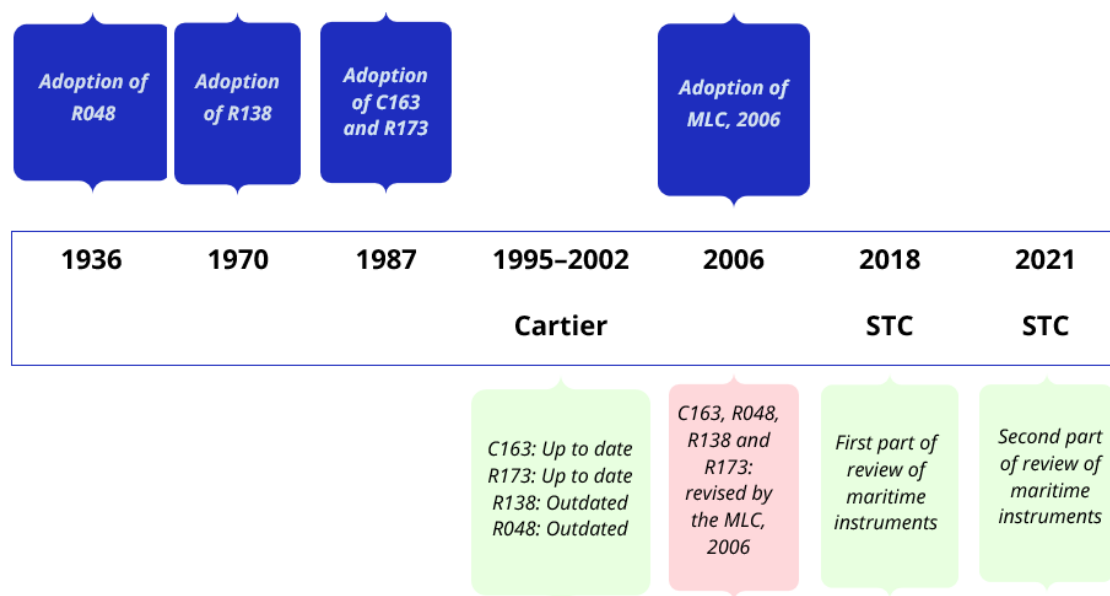 Adoption of
R048
Adoption
of R138
Adoption
of C163
and R173
Adoption of
MLC, 2006
1936
1970
1987
1995–2002
2006
2018
2021
Cartier
STC
STC
C163: Up to date
R173: Up to date
R138: Outdated
R048: Outdated
C163, R048,
R138 and
R173:
revised by
the MLC,
2006
First part of
review of
maritime
instruments
Second part
of review of
maritime
instruments